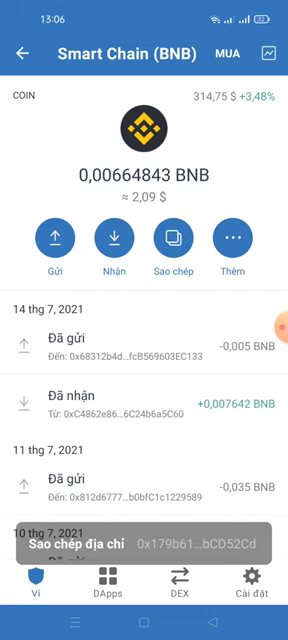 13:06
52
Smart Chain (BNB)
MUA
COIN
314,75 $ +3,48%
0,00664843 BNB
≈ 2,09 $
Gửi
Nhận
Sao chép
Thêm
14 thg 7, 2021
Đã gửi
-0,005 BNB
Đến: 0x68312b4d...fcB569603EC133
Đã nhận
+0,007642 BNB
Từ: 0xC4862e86...6C24b6a5C60
11 thg 7, 2021
Đã gửi
-0,035 BNB
Đến: 0x812d6777...b0bfC1c1229589
10 thg 7, 2021
Sao chép địa chỉ 0x179b61...bCD52Cd
Ví
DApps
DEX
Cài đặt